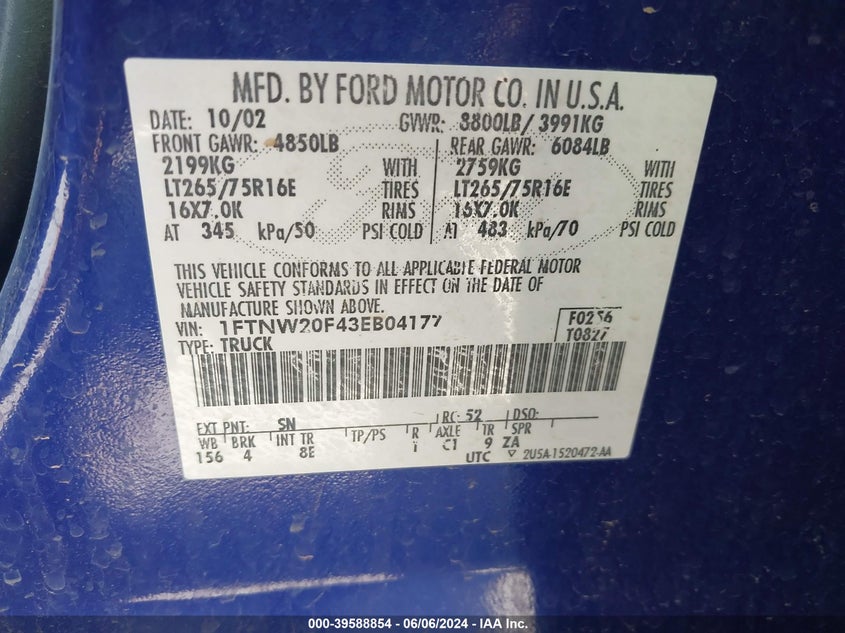 MFD. BY FORD MOTOR CO. IN U.S.A.
DATE: 10/02 GVWR: 8800LB/ 3991KG
FRONT GAWR: 4850LB REAR GAWR: 6084LB
2199KG WITH 2759KG WITH
LT265/75R16E TIRES LT265/75R16E TIRES
16X7.0K RIMS 16X7.0K RIMS
AT 345 kPa/50 PSI COLD AT 483 kPa/70 PSI COLD
THIS VEHICLE CONFORMS TO ALL APPLICABLE FEDERAL MOTOR
VEHICLE SAFETY STANDARDS IN EFFECT ON THE DATE OF
MANUFACTURE SHOWN ABOVE.
VIN: 1FTNW20F43EB04177 F0256
TYPE: TRUCK T0827
EXT PNT: SN RC: 52 DSO:
WB BRK INT TR TP/PS R AXLE TR SPR
156 4 8E C1 9 ZA
UTC ▽ 2U5A-1520472-AA
000-39588854 - 06/06/2024 - IAA Inc.